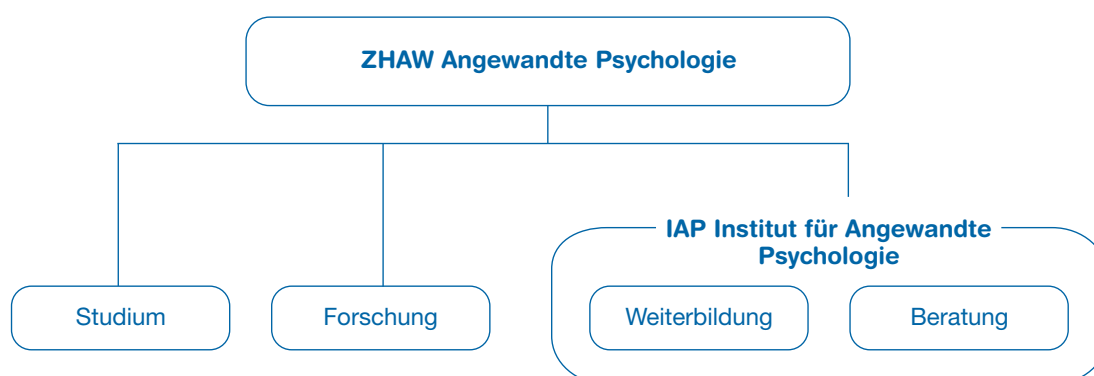 ZHAW Angewandte Psychologie
IAP Institut für Angewandte
Psychologie
Studium
Forschung
Weiterbildung
Beratung